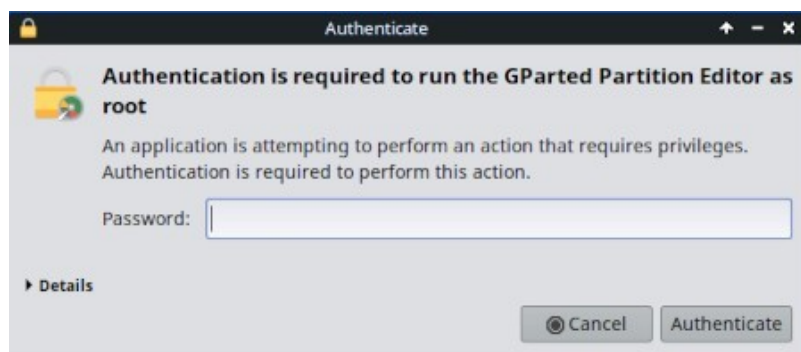 Authenticate
Authentication is required to run the GParted Partition Editor as
root
An application is attempting to perform an action that requires privileges.
Authentication is required to perform this action.
Password:
Details
Cancel Authenticate